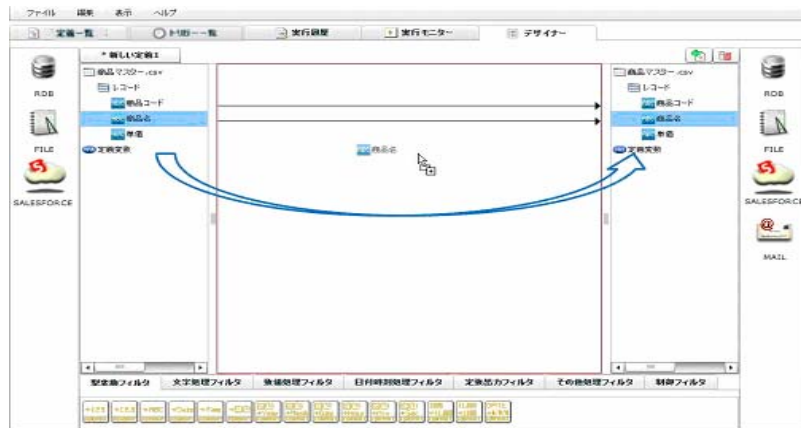 ファイル 編集 表示 ヘルプ
定義一覧 トリガー一覧 実行履歴 実行モニター デザイナー
* 新しい定義1
商品マスター.csv
レコード
商品コード
商品名
単価
定義変数
商品名
商品マスター.csv
レコード
商品コード
商品名
単価
定義変数
RDB
FILE
SALESFORCE
RDB
FILE
SALESFORCE
MAIL
型変換フィルタ 文字処理フィルタ 数値処理フィルタ 日付時刻処理フィルタ 定数出力フィルタ その他処理フィルタ 制御フィルタ